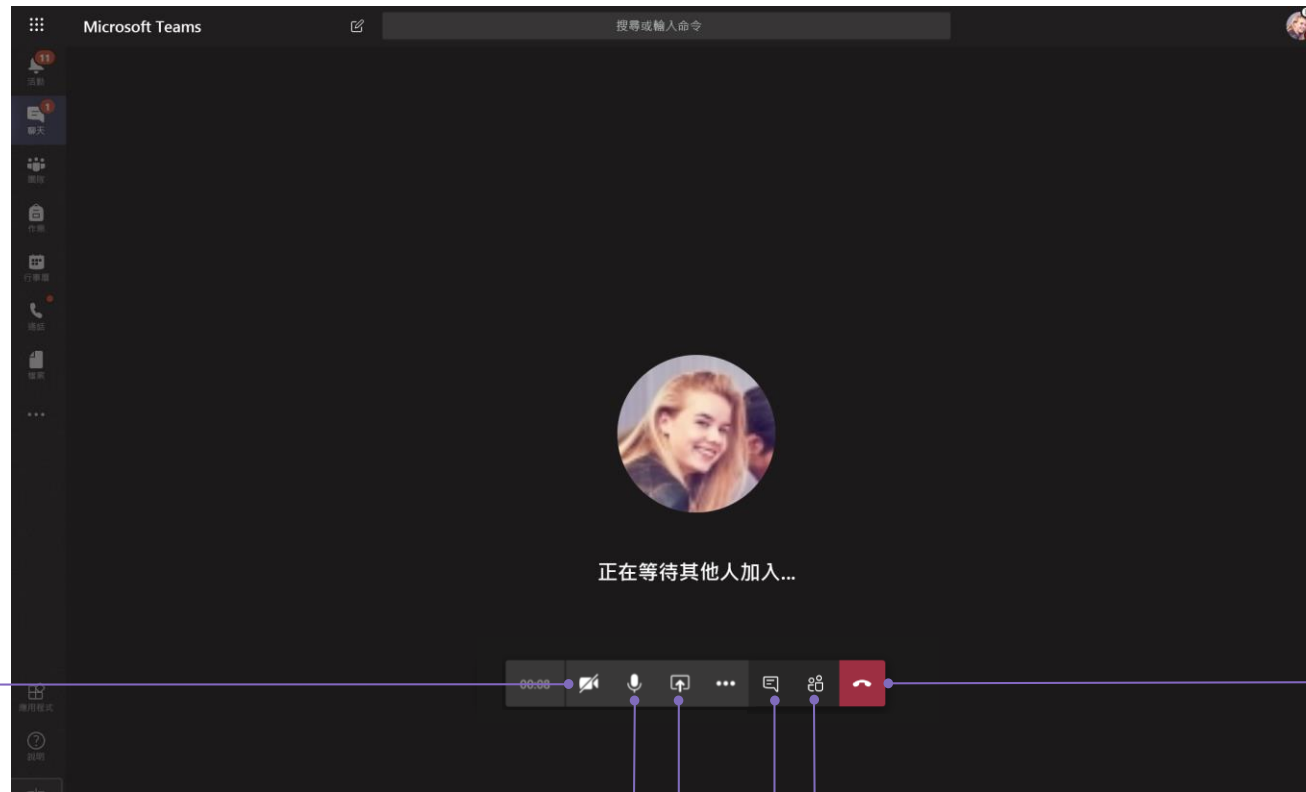 Microsoft Teams
搜尋或輸入命令
11
活動
1
聊天
團隊
作業
行事曆
通話
檔案
正在等待其他人加入...
00:08
應用程式
說明